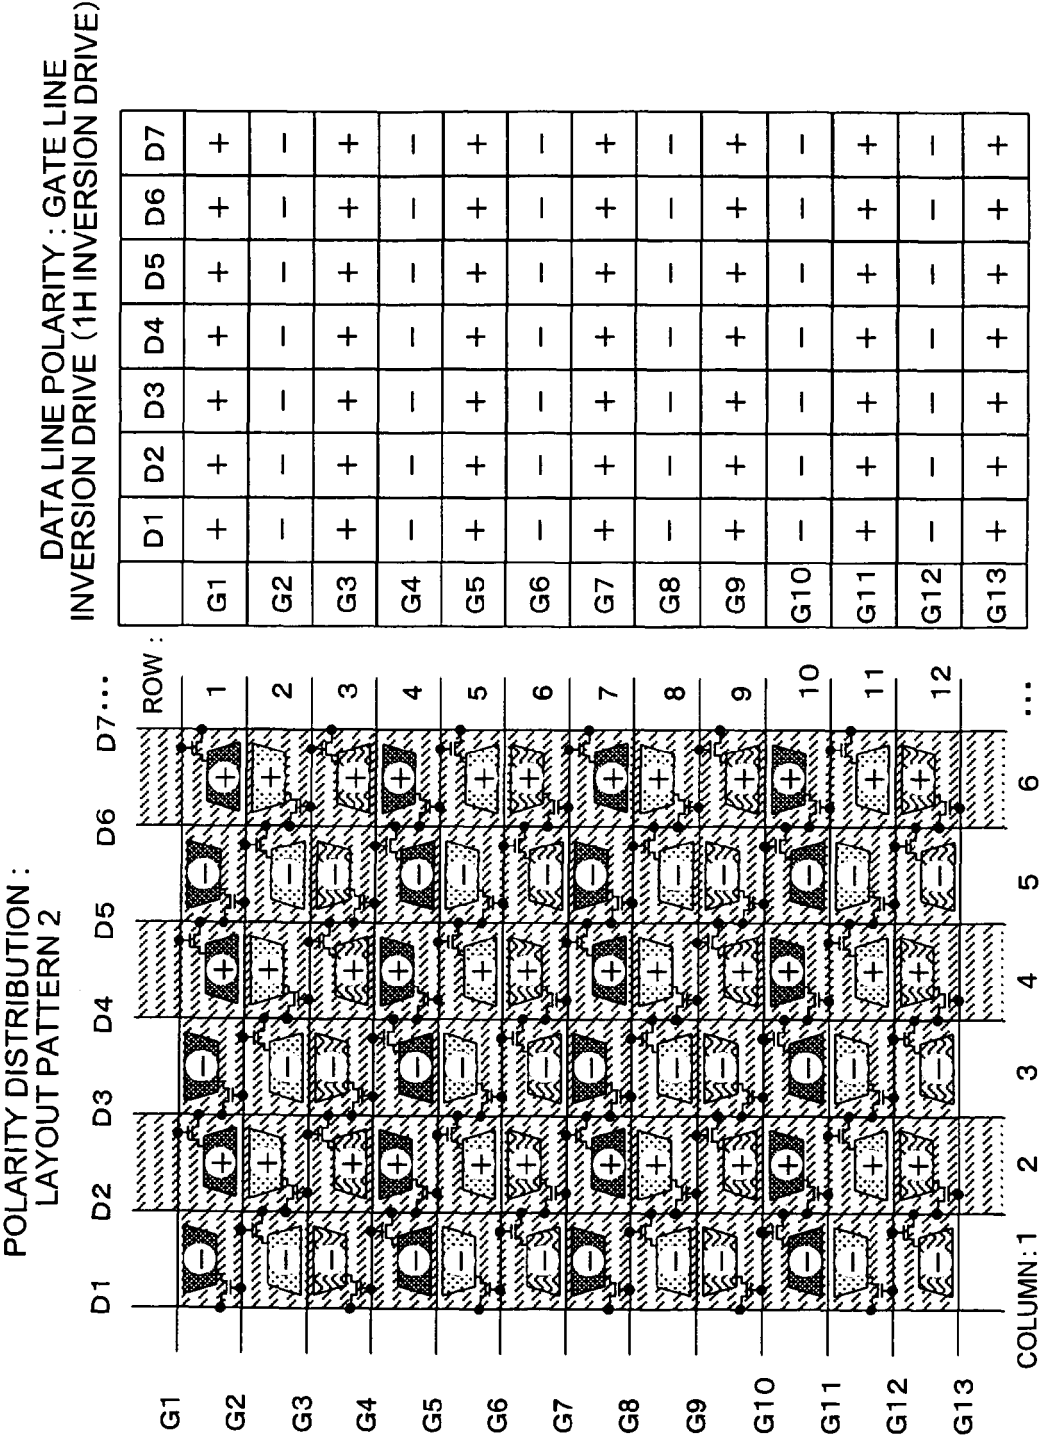 POLARITY DISTRIBUTION :
LAYOUT PATTERN 2
D1 D2 D3 D4 D5 D6 D7 ...
ROW :
G1
1
G2
2
G3
3
G4
4
G5
5
G6
6
G7
7
G8
8
G9
9
G10
10
G11
11
G12
12
G13
COLUMN : 1 2 3 4 5 6 ...
− + − + − +
− + − + − +
− + − + − +
− + − + − +
− + − + − +
− + − + − +
− + − + − +
− + − + − +
− + − + − +
− + − + − +
− + − + − +
− + − + − +
DATA LINE POLARITY : GATE LINE
INVERSION DRIVE (1H INVERSION DRIVE)
D1 D2 D3 D4 D5 D6 D7
G1 + + + + + + +
G2 − − − − − − −
G3 + + + + + + +
G4 − − − − − − −
G5 + + + + + + +
G6 − − − − − − −
G7 + + + + + + +
G8 − − − − − − −
G9 + + + + + + +
G10 − − − − − − −
G11 + + + + + + +
G12 − − − − − − −
G13 + + + + + + +